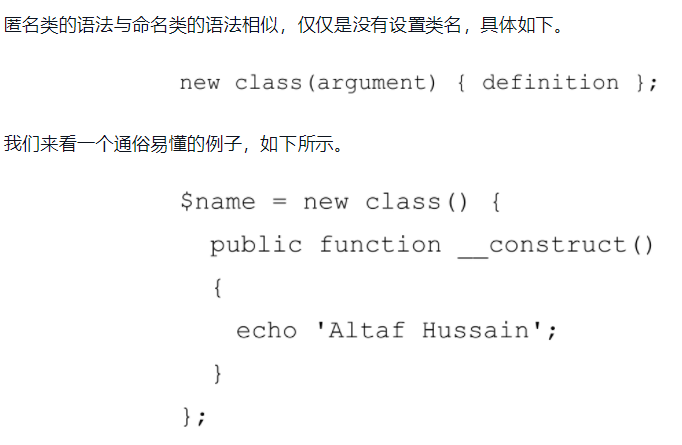 匿名类的语法与命名类的语法相似，仅仅是没有设置类名，具体如下。
new class(argument) { definition };
我们来看一个通俗易懂的例子，如下所示。
$name = new class() {
public function __construct()
{
echo 'Altaf Hussain';
}
};